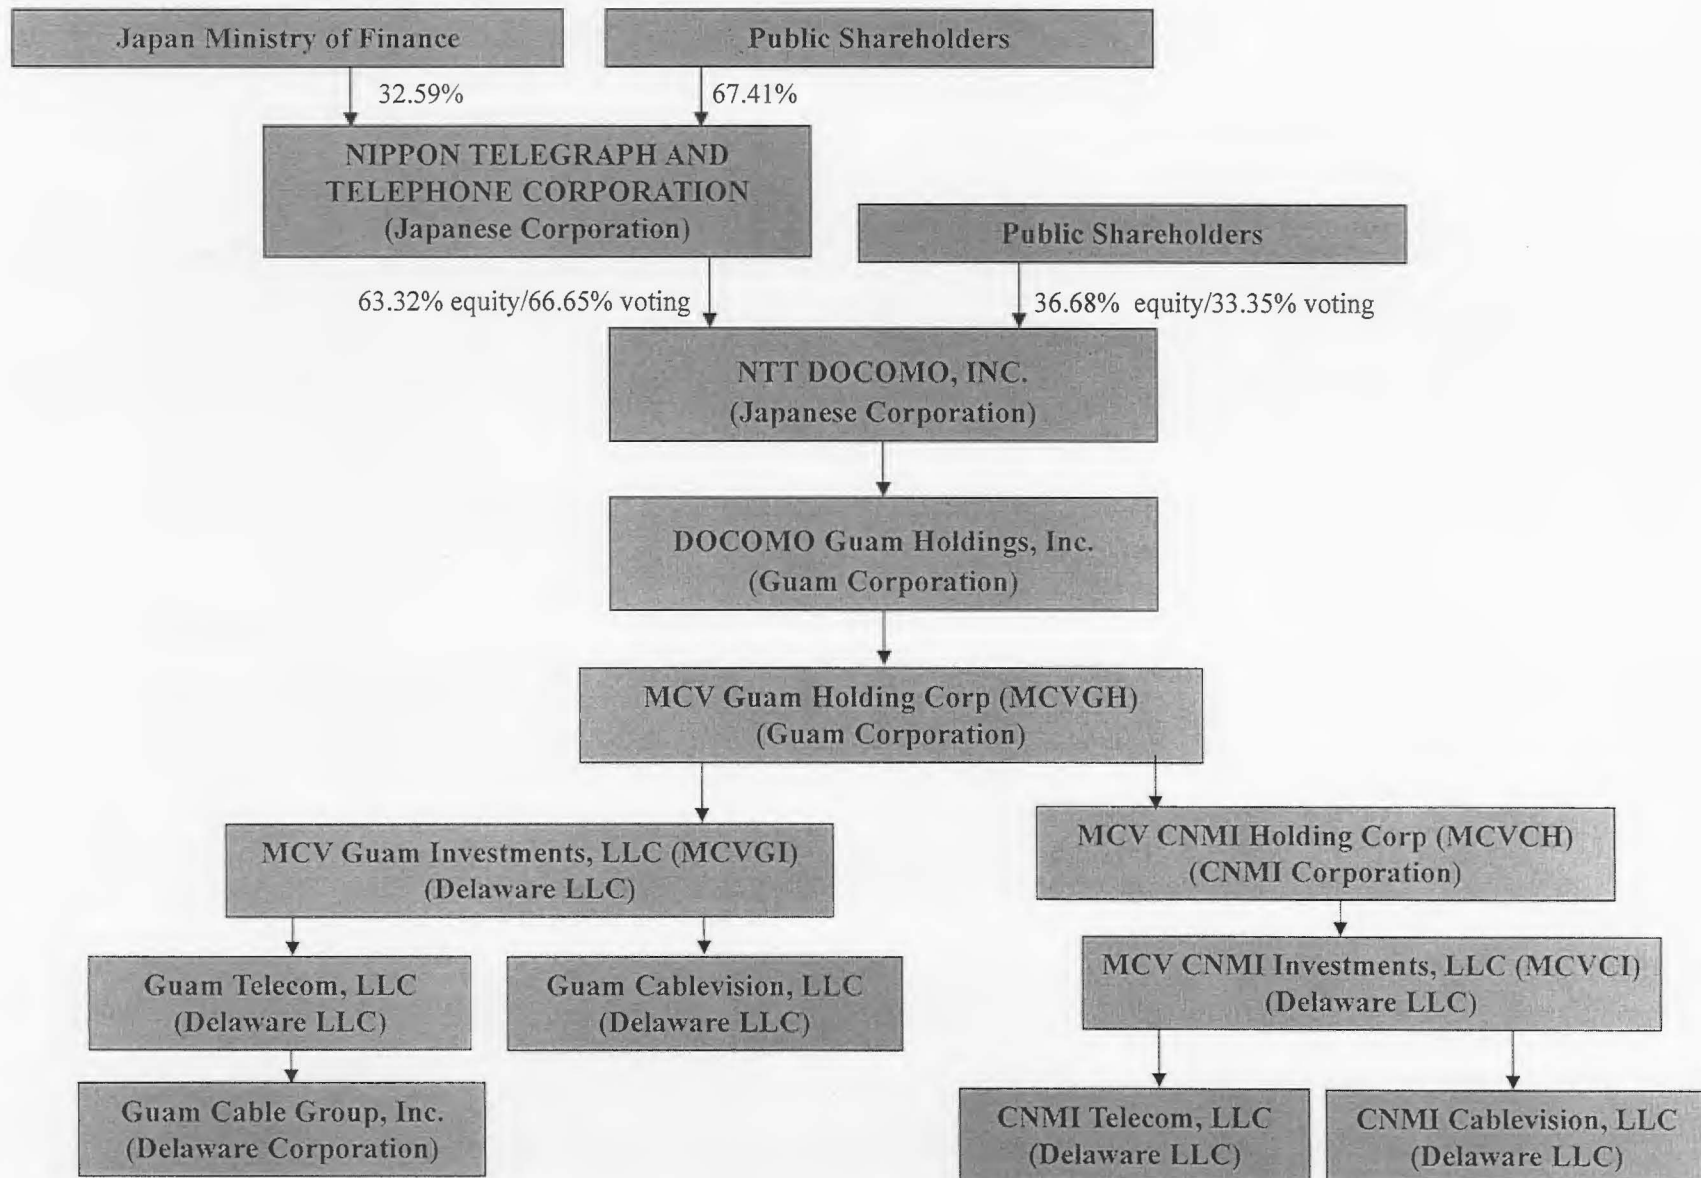 Japan Ministry of Finance
Public Shareholders
32.59%
67.41%
NIPPON TELEGRAPH AND
TELEPHONE CORPORATION
(Japanese Corporation)
Public Shareholders
63.32% equity/66.65% voting
36.68% equity/33.35% voting
NTT DOCOMO, INC.
(Japanese Corporation)
DOCOMO Guam Holdings, Inc.
(Guam Corporation)
MCV Guam Holding Corp (MCVGH)
(Guam Corporation)
MCV Guam Investments, LLC (MCVGI)
(Delaware LLC)
MCV CNMI Holding Corp (MCVCH)
(CNMI Corporation)
Guam Telecom, LLC
(Delaware LLC)
Guam Cablevision, LLC
(Delaware LLC)
MCV CNMI Investments, LLC (MCVCI)
(Delaware LLC)
Guam Cable Group, Inc.
(Delaware Corporation)
CNMI Telecom, LLC
(Delaware LLC)
CNMI Cablevision, LLC
(Delaware LLC)